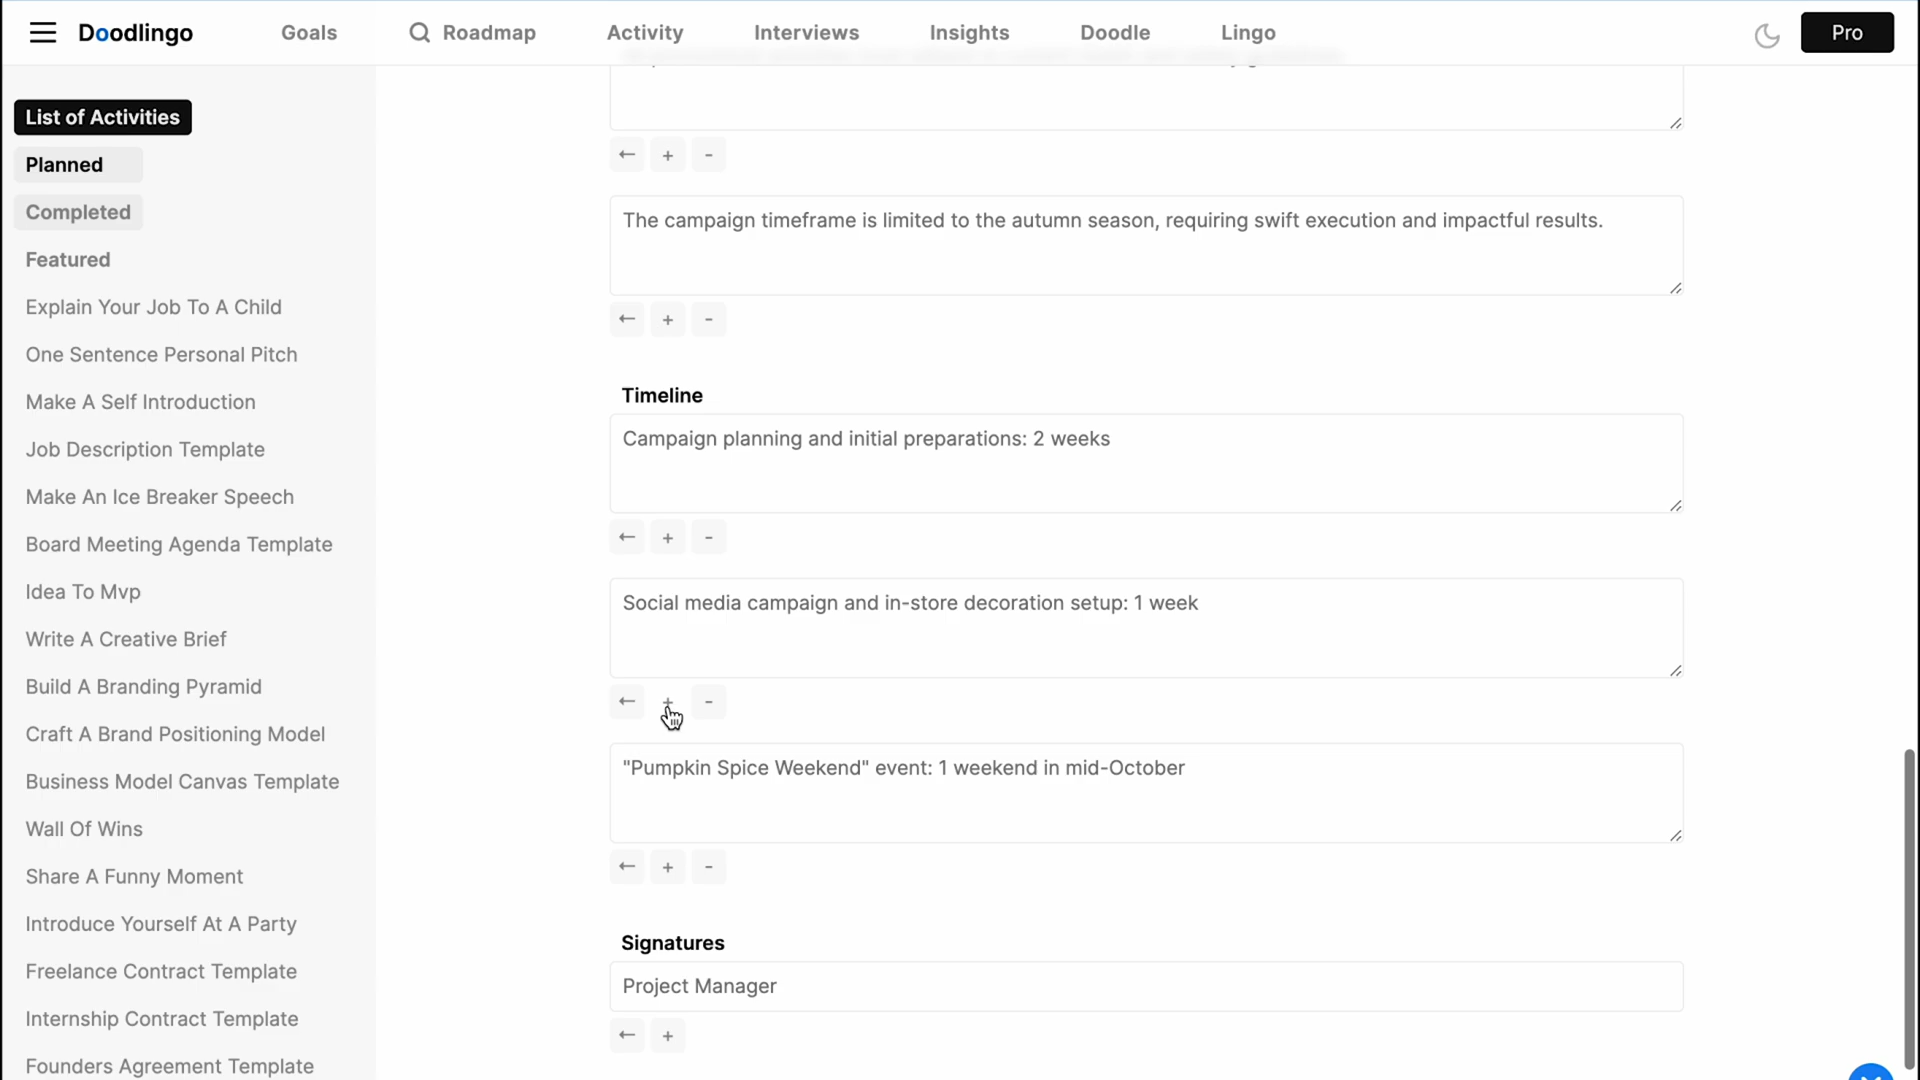 Doodlingo
Goals
Roadmap
Activity
Interviews
Insights
Doodle
Lingo
Pro
List of Activities
Planned
Completed
Featured
Explain Your Job To A Child
One Sentence Personal Pitch
Make A Self Introduction
Job Description Template
Make An Ice Breaker Speech
Board Meeting Agenda Template
Idea To Mvp
Write A Creative Brief
Build A Branding Pyramid
Craft A Brand Positioning Model
Business Model Canvas Template
Wall Of Wins
Share A Funny Moment
Introduce Yourself At A Party
Freelance Contract Template
Internship Contract Template
Founders Agreement Template
← + -
The campaign timeframe is limited to the autumn season, requiring swift execution and impactful results.
← + -
Timeline
Campaign planning and initial preparations: 2 weeks
← + -
Social media campaign and in-store decoration setup: 1 week
← + -
"Pumpkin Spice Weekend" event: 1 weekend in mid-October
← + -
Signatures
Project Manager
← +